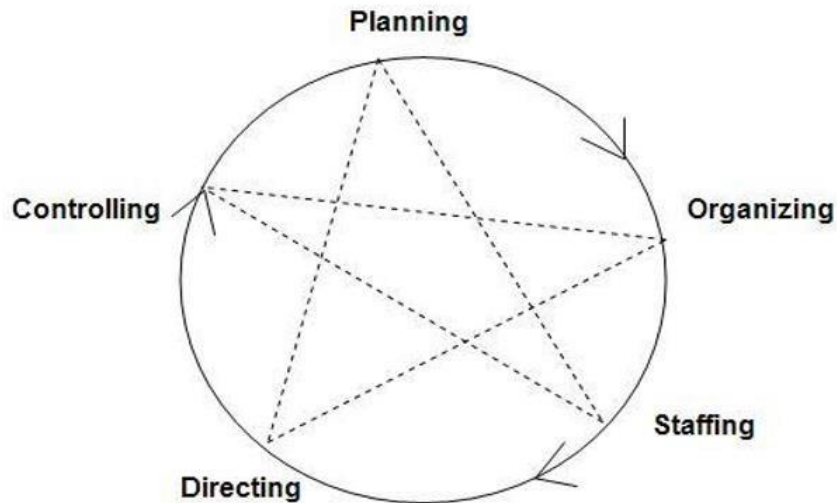 Planning
Organizing
Controlling
Staffing
Directing